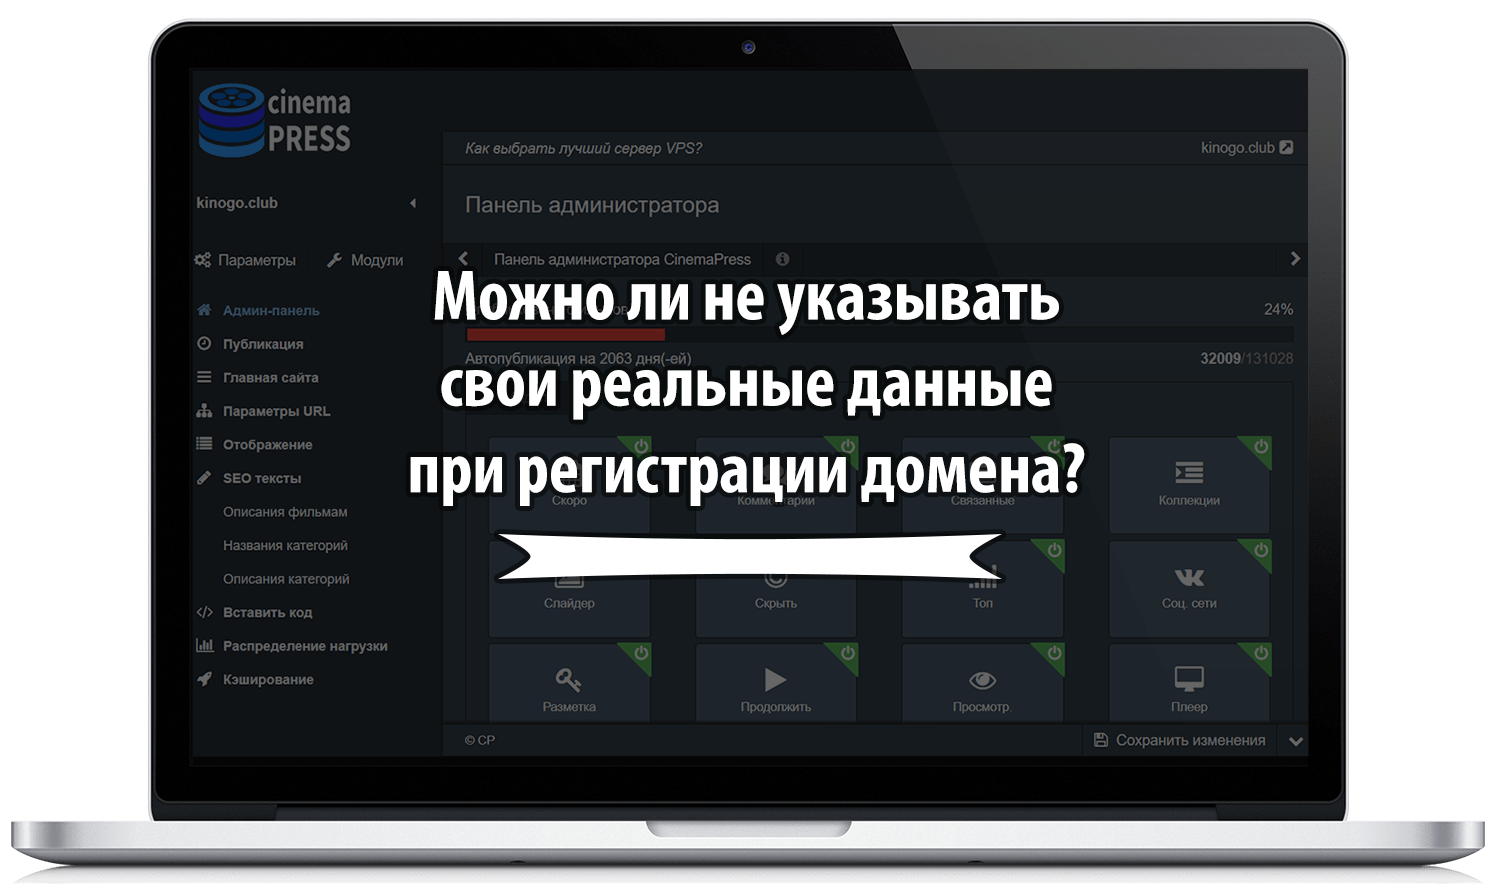 cinema
PRESS
Как выбрать лучший сервер VPS?
kinogo.club
kinogo.club
Панель администратора
Параметры
Модули
Панель администратора CinemaPress
Можно ли не указывать
24%
Автопубликация на 2063 дня(-ей)
32009/131028
свои реальные данные
при регистрации домена?
Админ-панель
Публикация
Главная сайта
Параметры URL
Отображение
SEO тексты
Описания фильмам
Названия категорий
Описания категорий
Вставить код
Распределение нагрузки
Кэширование
Скоро
Комментарии
Связанные
Коллекции
Слайдер
Скрыть
Топ
Соц. сети
Разметка
Продолжить
Просмотр.
Плеер
© CP
Сохранить изменения